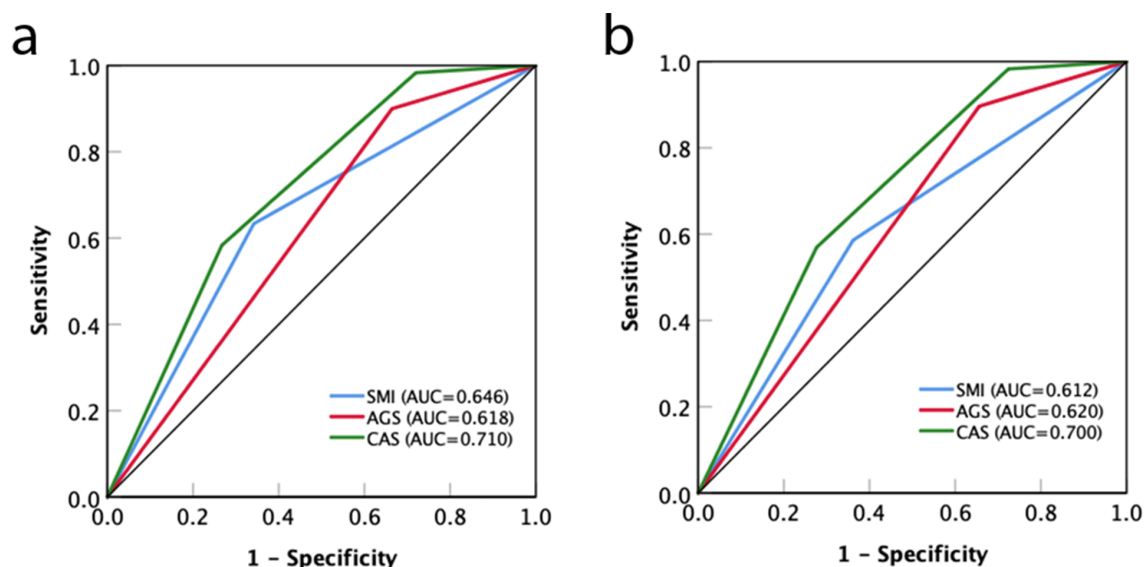 a
1.0
0.8
0.6
0.4
0.2
0.0
Sensitivity
SMI (AUC=0.646)
AGS (AUC=0.618)
CAS (AUC=0.710)
0.0 0.2 0.4 0.6 0.8 1.0
1 - Specificity
b
1.0
0.8
0.6
0.4
0.2
0.0
Sensitivity
SMI (AUC=0.612)
AGS (AUC=0.620)
CAS (AUC=0.700)
0.0 0.2 0.4 0.6 0.8 1.0
1 - Specificity